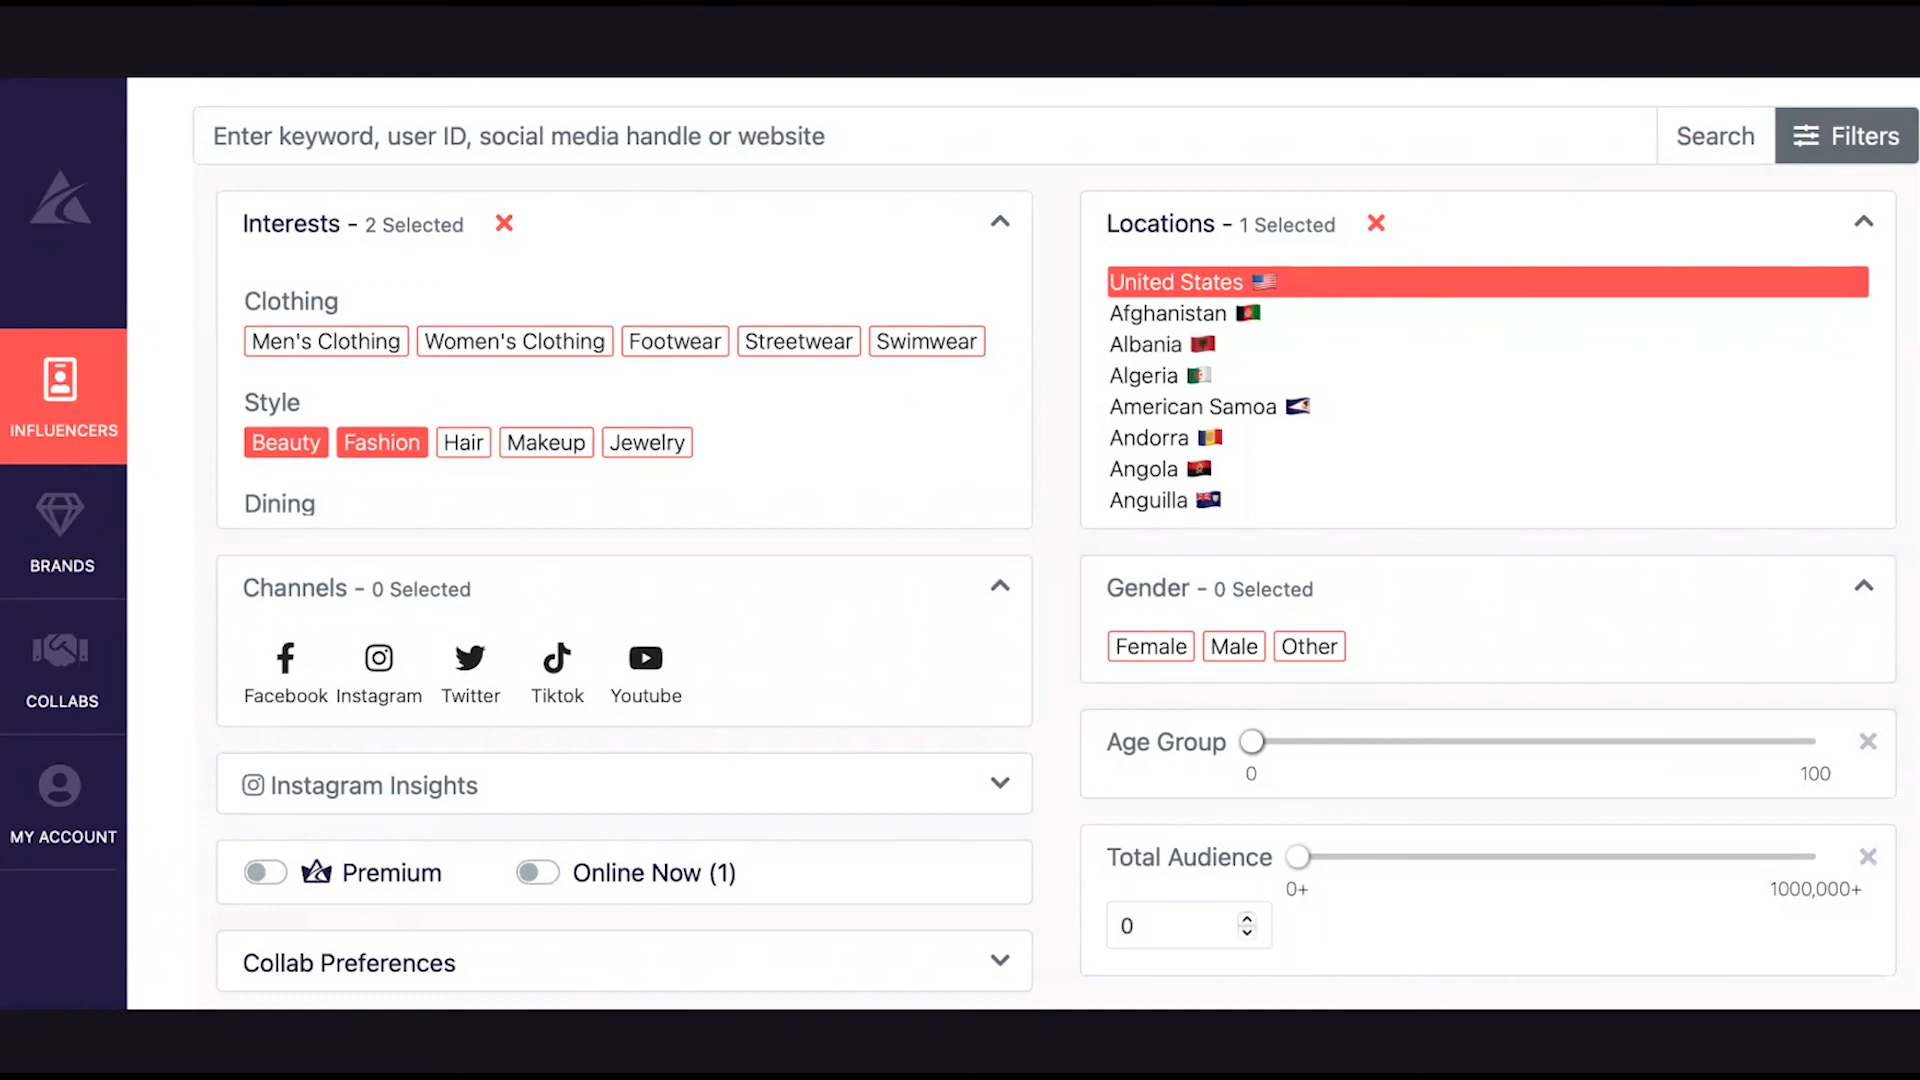 Enter keyword, user ID, social media handle or website
Search
Filters
INFLUENCERS
BRANDS
COLLABS
MY ACCOUNT
Interests - 2 Selected
Clothing
Men's Clothing Women's Clothing Footwear Streetwear Swimwear
Style
Beauty Fashion Hair Makeup Jewelry
Dining
Channels - 0 Selected
Facebook Instagram Twitter Tiktok Youtube
Instagram Insights
Premium Online Now (1)
Collab Preferences
Locations - 1 Selected
United States
Afghanistan
Albania
Algeria
American Samoa
Andorra
Angola
Anguilla
Gender - 0 Selected
Female Male Other
Age Group
0 100
Total Audience
0+ 1000,000+
0